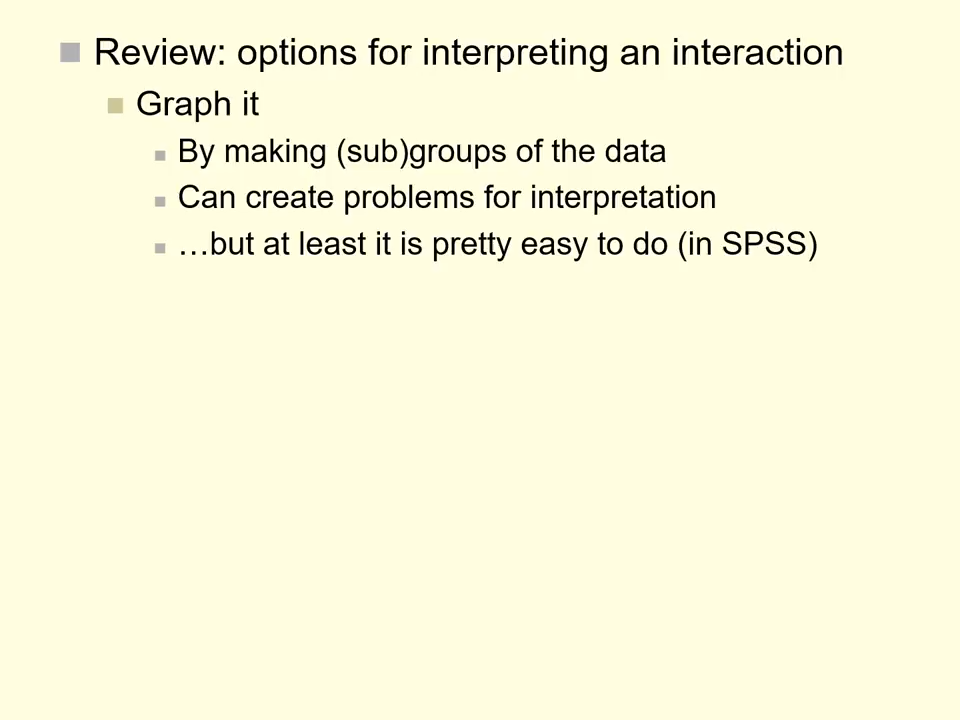 Review: options for interpreting an interaction
Graph it
By making (sub)groups of the data
Can create problems for interpretation
…but at least it is pretty easy to do (in SPSS)